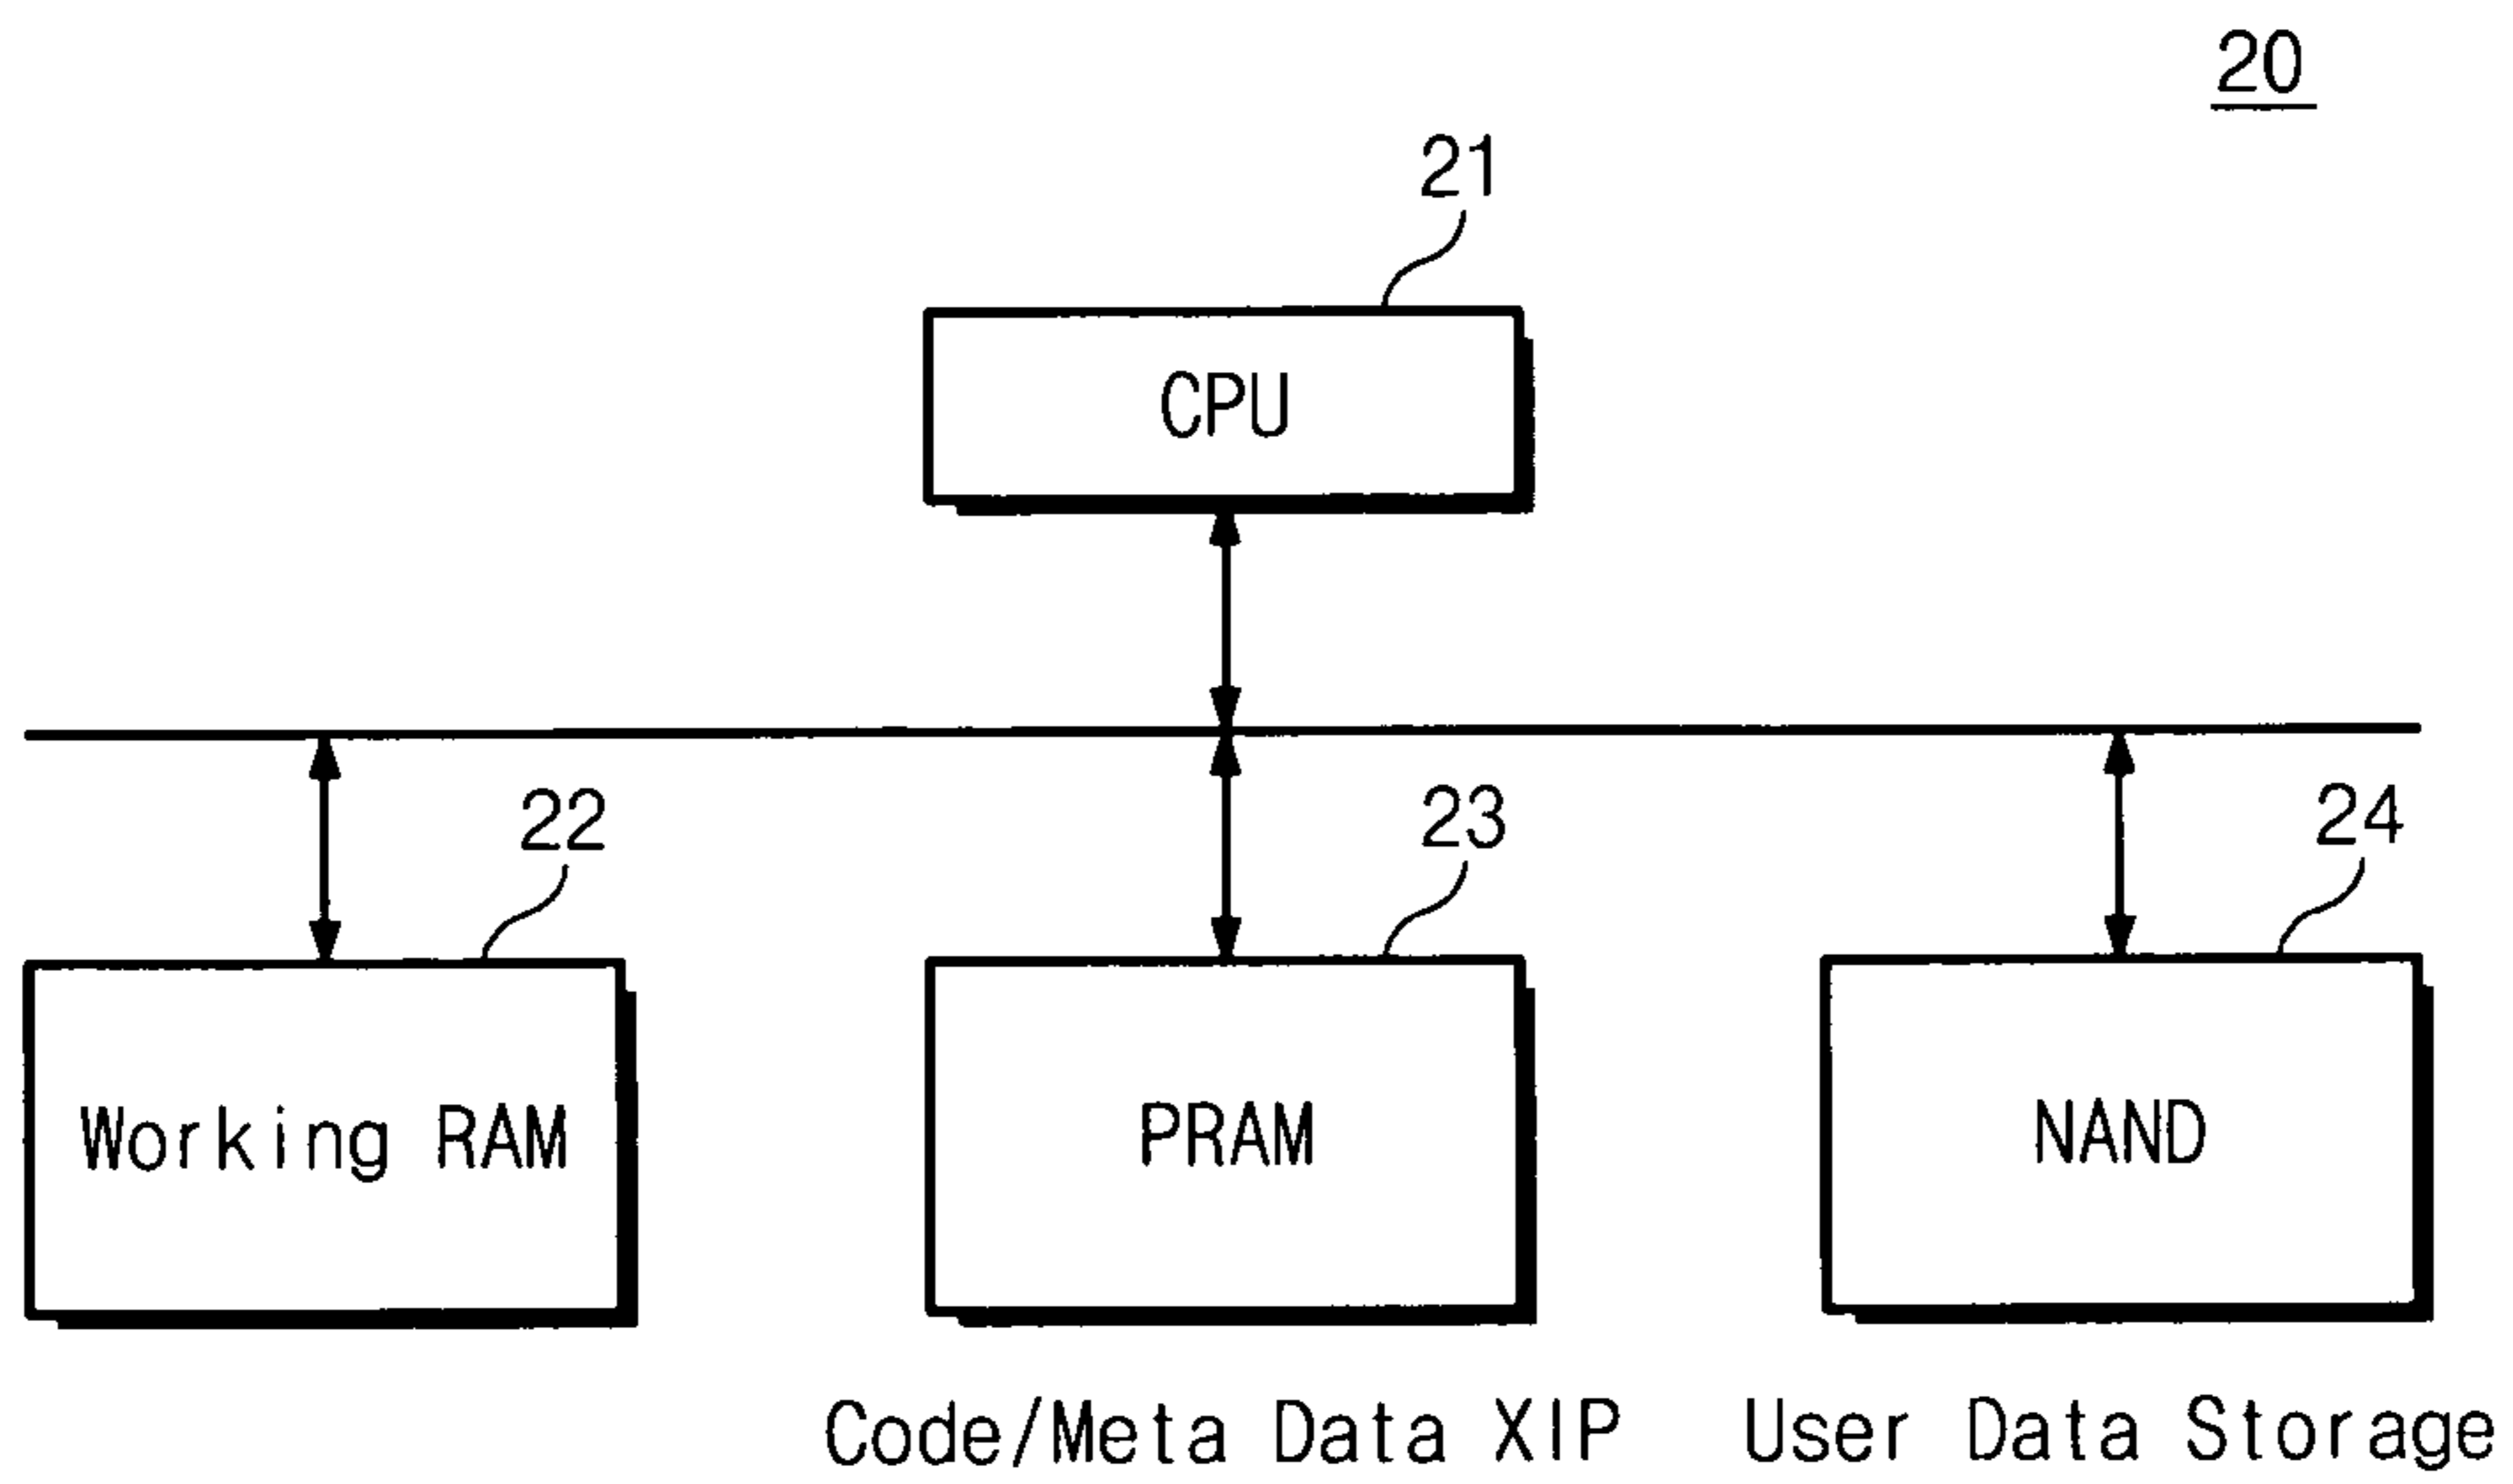 20
21
CPU
22
23
24
Working RAM
PRAM
NAND
Code/Meta Data XIP
User Data Storage